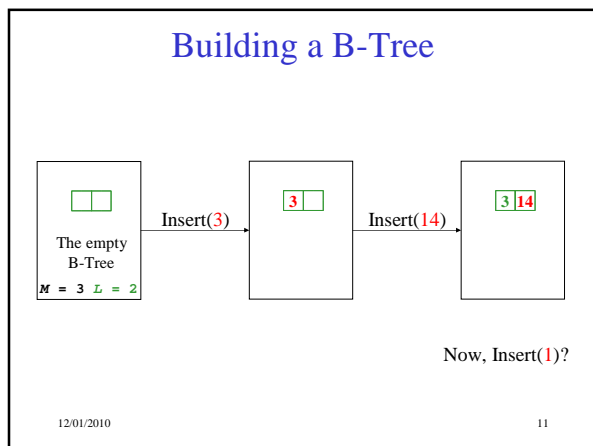 Building a B-Tree
The empty
B-Tree
M = 3 L = 2
Insert(3)
3
Insert(14)
3 14
Now, Insert(1)?
12/01/2010
11